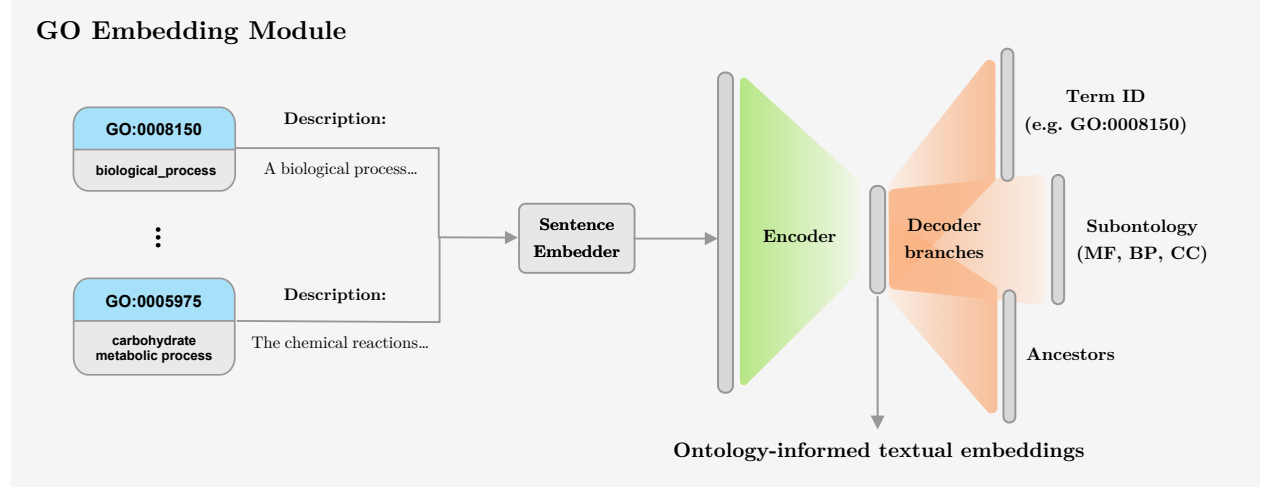 GO Embedding Module
GO:0008150
biological_process
Description:
A biological process…
GO:0005975
carbohydrate
metabolic process
Description:
The chemical reactions…
Sentence
Embedder
Encoder
Decoder
branches
Term ID
(e.g. GO:0008150)
Subontology
(MF, BP, CC)
Ancestors
Ontology-informed textual embeddings